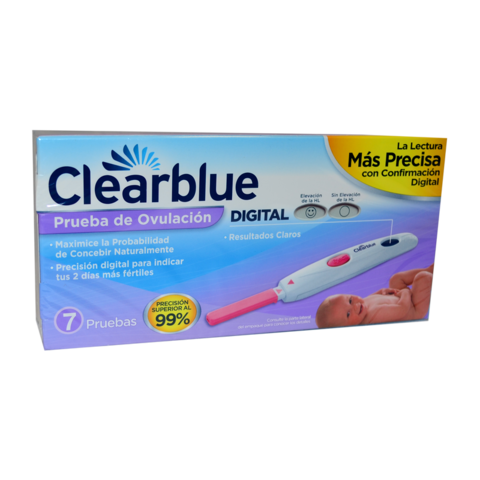 La Lectura
Más Precisa
con Confirmación
Digital
Clearblue
Prueba de Ovulación
DIGITAL
Elevación
de la HL
Sin Elevación
de la HL
• Maximice la Probabilidad
de Concebir Naturalmente
• Precisión digital para indicar
tus 2 días más fértiles
• Resultados Claros
Clearblue
7 Pruebas
PRECISIÓN
SUPERIOR AL
99%